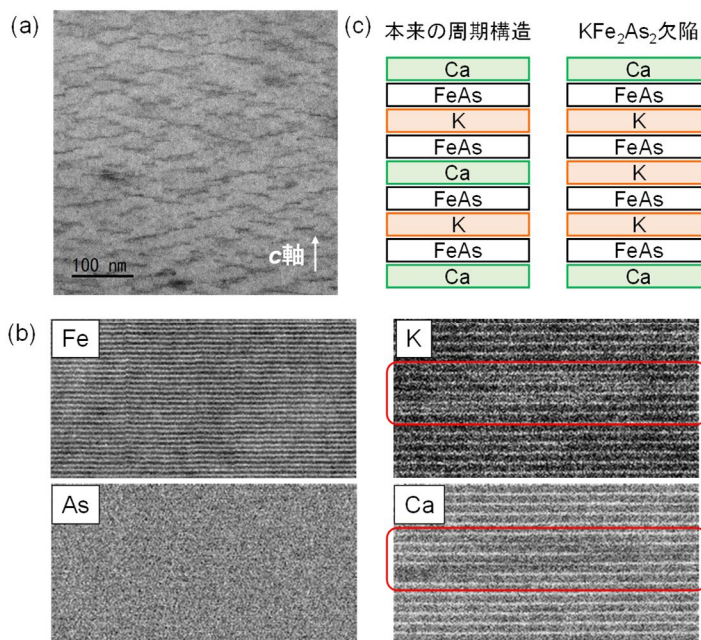 (a)
100 nm
c軸
(c) 本来の周期構造 KFe₂As₂欠陥
Ca Ca
FeAs FeAs
K K
FeAs FeAs
Ca K
FeAs FeAs
K K
FeAs FeAs
Ca Ca
(b)
Fe
K
As
Ca